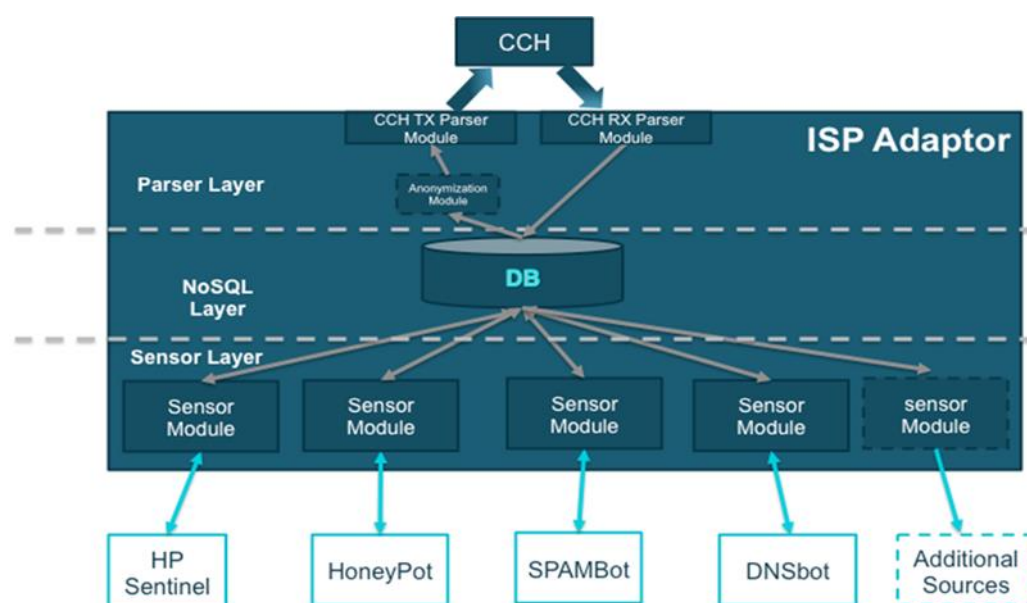 CCH
CCH TX Parser
Module
CCH RX Parser
Module
ISP Adaptor
Parser Layer
Anonymization
Module
NoSQL
Layer
DB
Sensor Layer
Sensor
Module
Sensor
Module
Sensor
Module
Sensor
Module
sensor
Module
HP
Sentinel
HoneyPot
SPAMBot
DNSbot
Additional
Sources